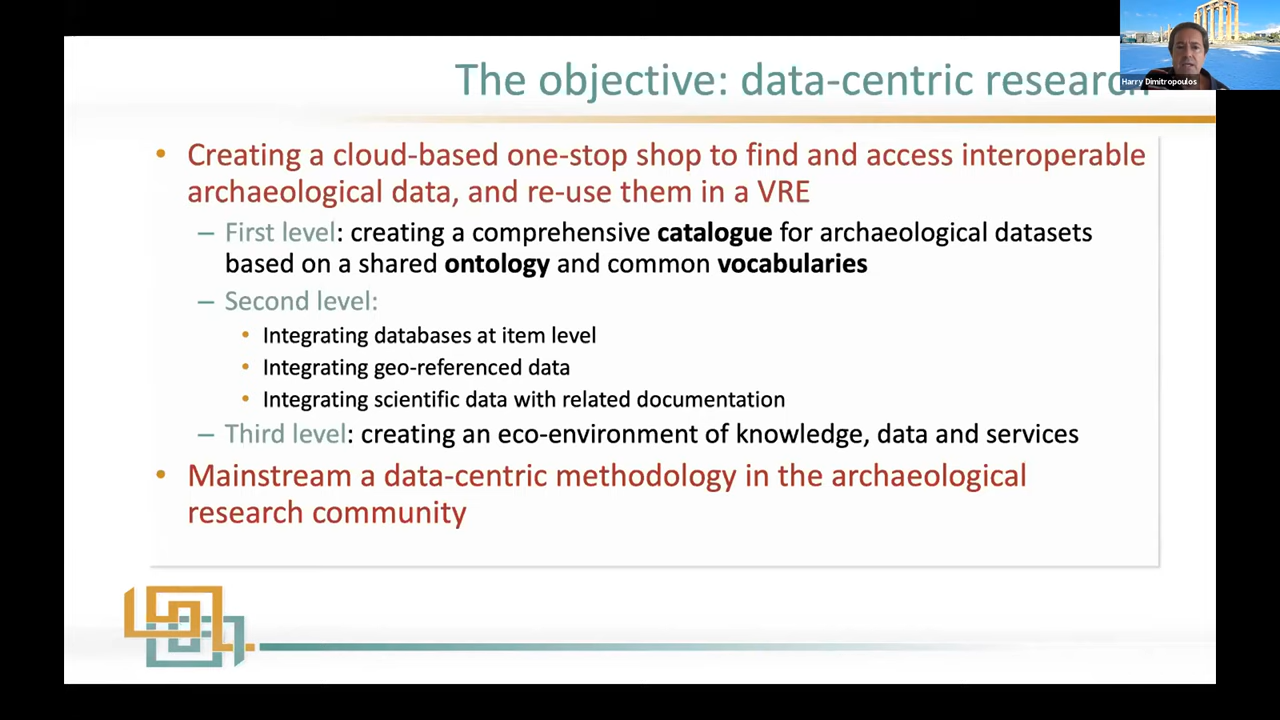 The objective: data-centric research
Harry Dimitropoulos
• Creating a cloud-based one-stop shop to find and access interoperable
archaeological data, and re-use them in a VRE
– First level: creating a comprehensive catalogue for archaeological datasets
based on a shared ontology and common vocabularies
– Second level:
• Integrating databases at item level
• Integrating geo-referenced data
• Integrating scientific data with related documentation
– Third level: creating an eco-environment of knowledge, data and services
• Mainstream a data-centric methodology in the archaeological
research community